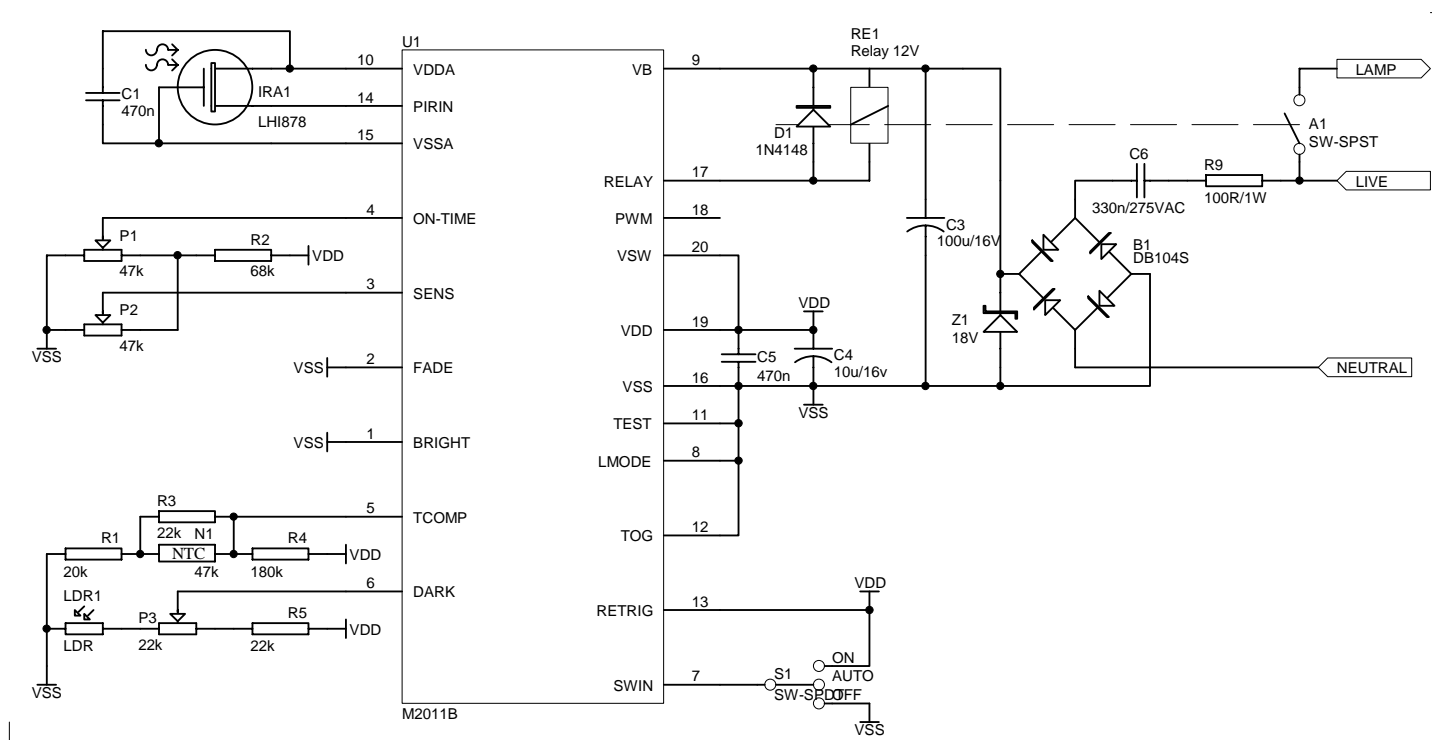 U1
RE1
Relay 12V
10
VDDA
VB
9
LAMP
C1
470n
IRA1
LHI878
14
PIRIN
15
VSSA
D1
1N4148
A1
SW-SPST
C6
330n/275VAC
R9
100R/1W
LIVE
RELAY
17
4
ON-TIME
PWM
18
C3
100u/16V
P1
47k
R2
68k
VDD
VSW
20
B1
DB104S
3
SENS
P2
47k
VSS
VDD
VDD
19
Z1
18V
C5
470n
C4
10u/16v
VSS
2
FADE
VSS
16
VSS
NEUTRAL
TEST
11
VSS
1
BRIGHT
LMODE
8
R3
22k
N1
NTC
47k
5
TCOMP
TOG
12
R1
20k
R4
180k
VDD
6
DARK
LDR1
LDR
P3
22k
R5
22k
VDD
VSS
VDD
RETRIG
13
ON
AUTO
OFF
SWIN
7
S1
SW-SPDT
VSS
M2011B